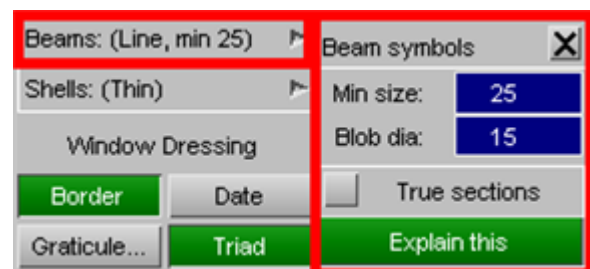 Beams: (Line, min 25)
Shells: (Thin)
Window Dressing
Border Date
Graticule... Triad
Beam symbols X
Min size: 25
Blob dia: 15
True sections
Explain this